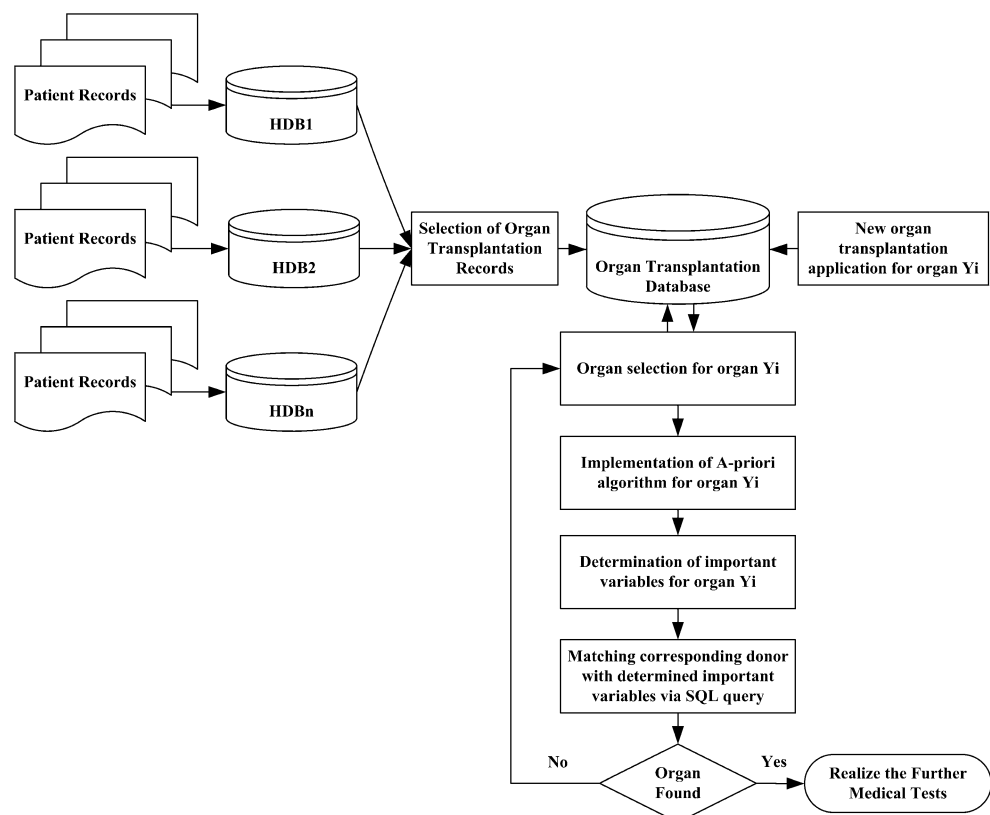 Patient Records
HDB1
Patient Records
HDB2
Patient Records
HDBn
Selection of Organ
Transplantation
Records
Organ Transplantation
Database
New organ
transplantation
application for organ Yi
Organ selection for organ Yi
Implementation of A-priori
algorithm for organ Yi
Determination of important
variables for organ Yi
Matching corresponding donor
with determined important
variables via SQL query
No
Organ
Found
Yes
Realize the Further
Medical Tests